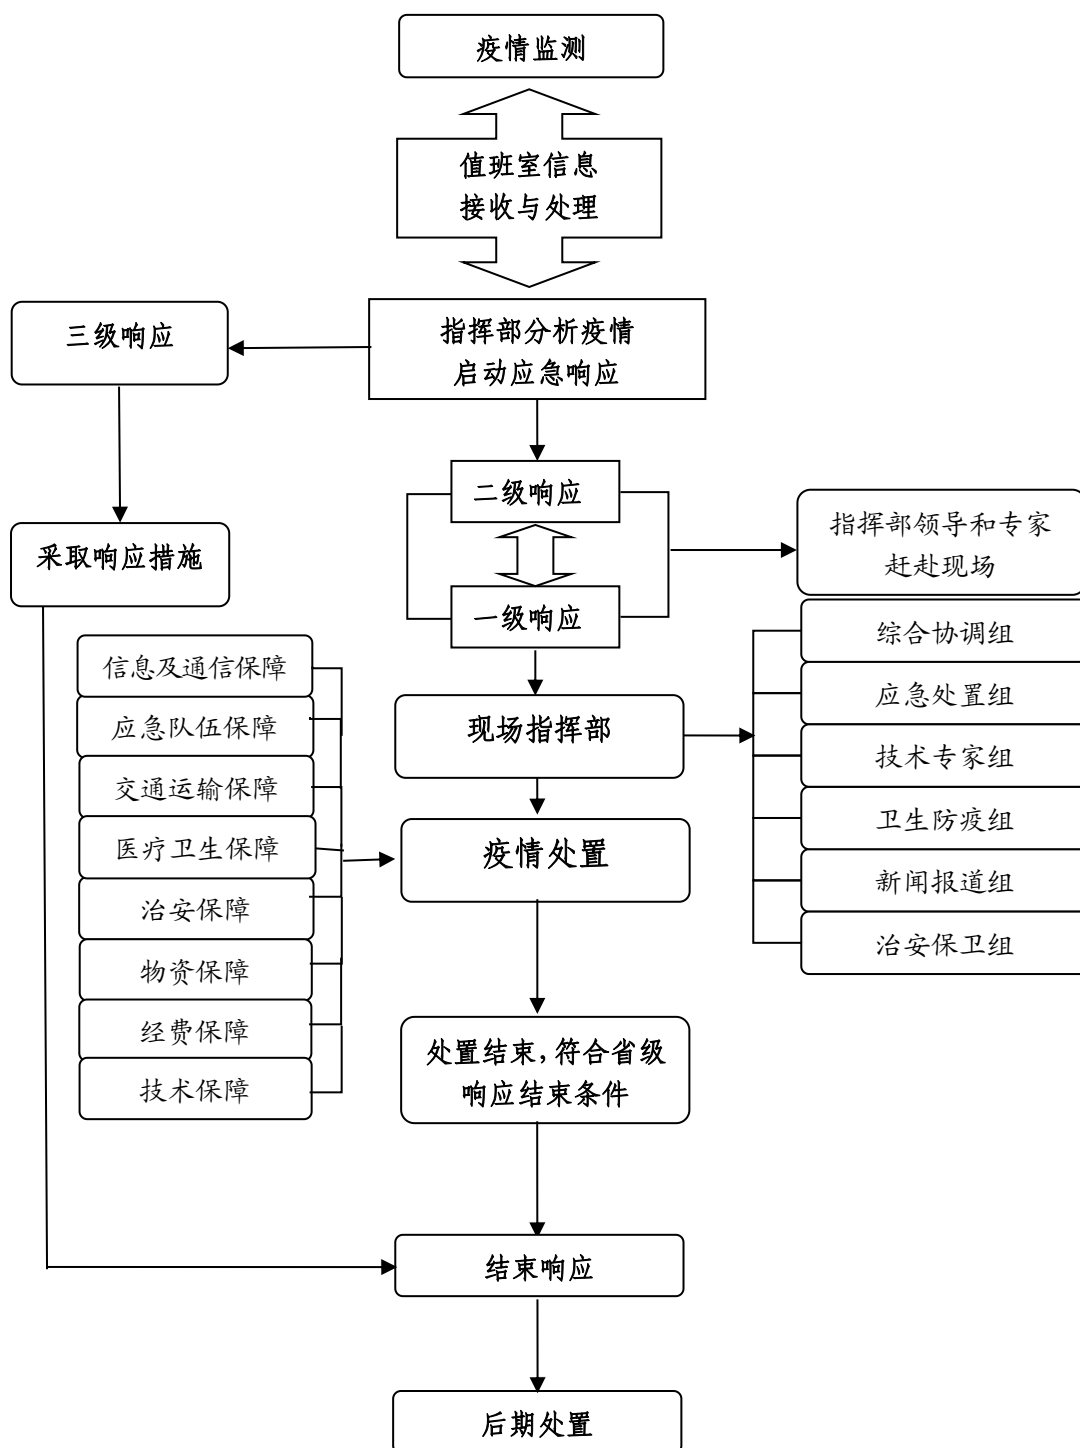 疫情监测
值班室信息
接收与处理
三级响应
指挥部分析疫情
启动应急响应
二级响应
指挥部领导和专家
赶赴现场
采取响应措施
一级响应
综合协调组
信息及通信保障
应急处置组
应急队伍保障
现场指挥部
技术专家组
交通运输保障
卫生防疫组
医疗卫生保障
疫情处置
新闻报道组
治安保障
治安保卫组
物资保障
经费保障
处置结束,符合省级
响应结束条件
技术保障
结束响应
后期处置